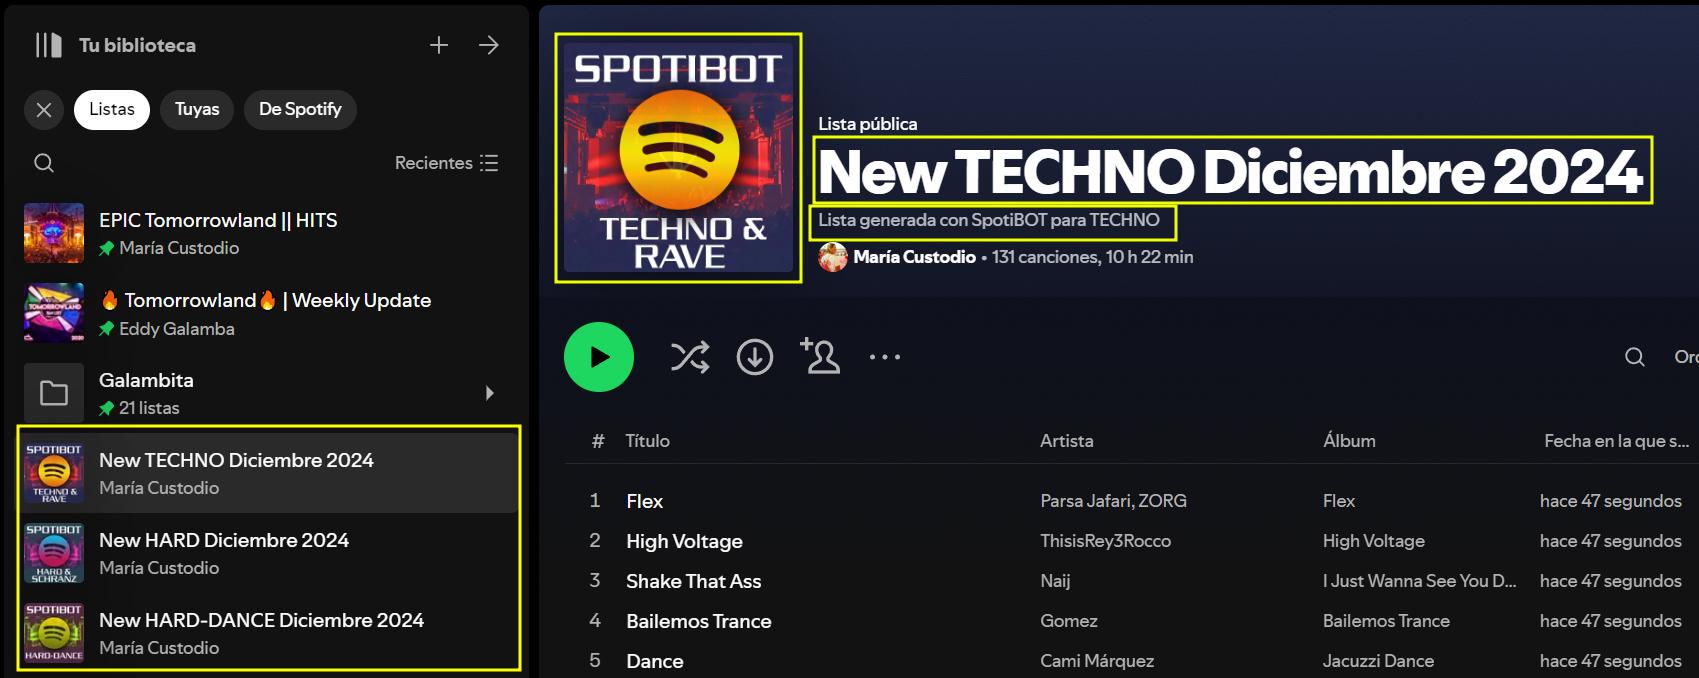 Tu biblioteca
Listas Tuyas De Spotify
Recientes
EPIC Tomorrowland || HITS
María Custodio
TOMORROWLAND
🔥 Tomorrowland🔥 | Weekly Update
Eddy Galamba
Galambita
21 listas
SPOTIBOT
TECHNO &
RAVE
New TECHNO Diciembre 2024
María Custodio
SPOTIBOT
HARD &
SCHRANZ
New HARD Diciembre 2024
María Custodio
SPOTIBOT
HARD-DANCE
New HARD-DANCE Diciembre 2024
María Custodio
SPOTIBOT
TECHNO &
RAVE
Lista pública
New TECHNO Diciembre 2024
Lista generada con SpotiBOT para TECHNO
María Custodio • 131 canciones, 10 h 22 min
Ord
# Título Artista Álbum Fecha en la que s...
1 Flex Parsa Jafari, ZORG Flex hace 47 segundos
2 High Voltage ThisisRey3Rocco High Voltage hace 47 segundos
3 Shake That Ass Naij I Just Wanna See You D... hace 47 segundos
4 Bailemos Trance Gomez Bailemos Trance hace 47 segundos
5 Dance Cami Márquez Jacuzzi Dance hace 47 segundos